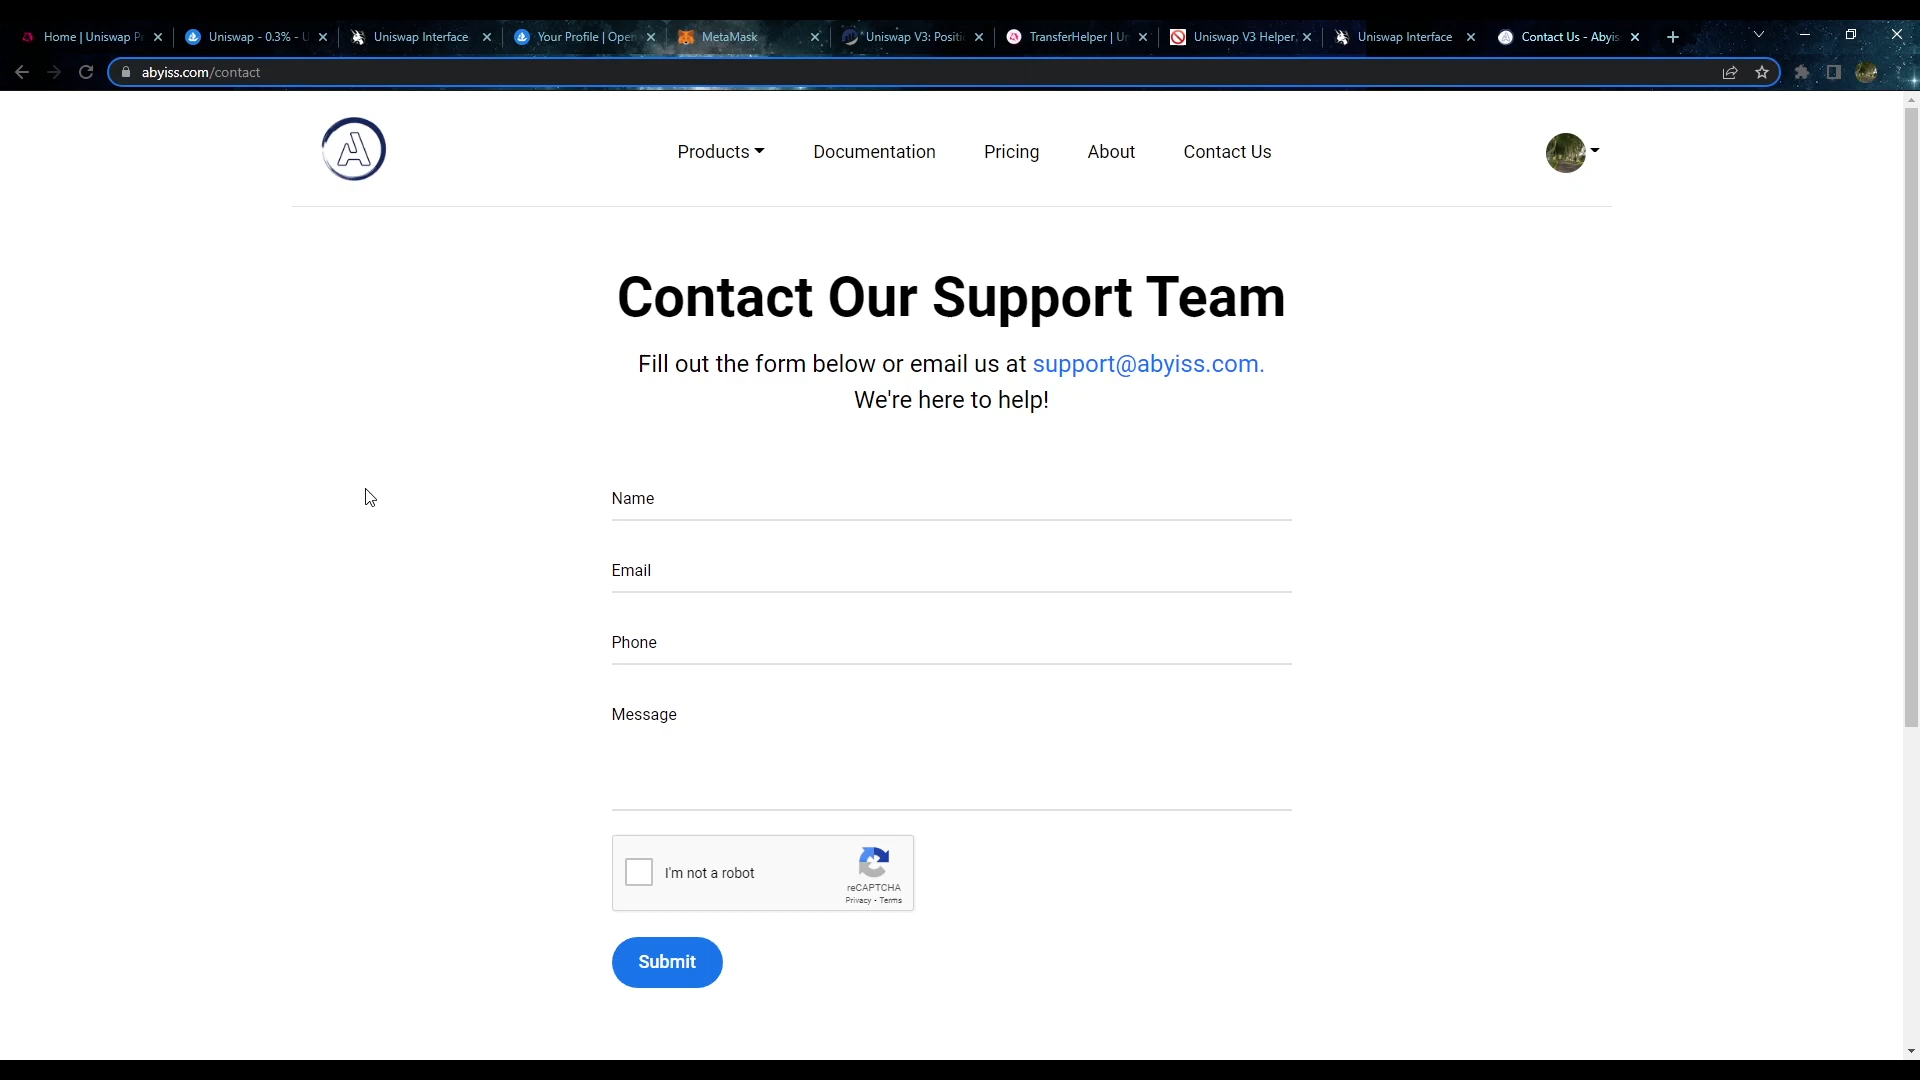 Home | Uniswap P
Uniswap - 0.3% - U
Uniswap Interface
Your Profile | Open
MetaMask
Uniswap V3: Positi
TransferHelper | Un
Uniswap V3 Helper
Uniswap Interface
Contact Us - Abyis
abyiss.com/contact
Products
Documentation
Pricing
About
Contact Us
Contact Our Support Team
Fill out the form below or email us at support@abyiss.com.
We're here to help!
Name
Email
Phone
Message
I'm not a robot
reCAPTCHA
Privacy - Terms
Submit